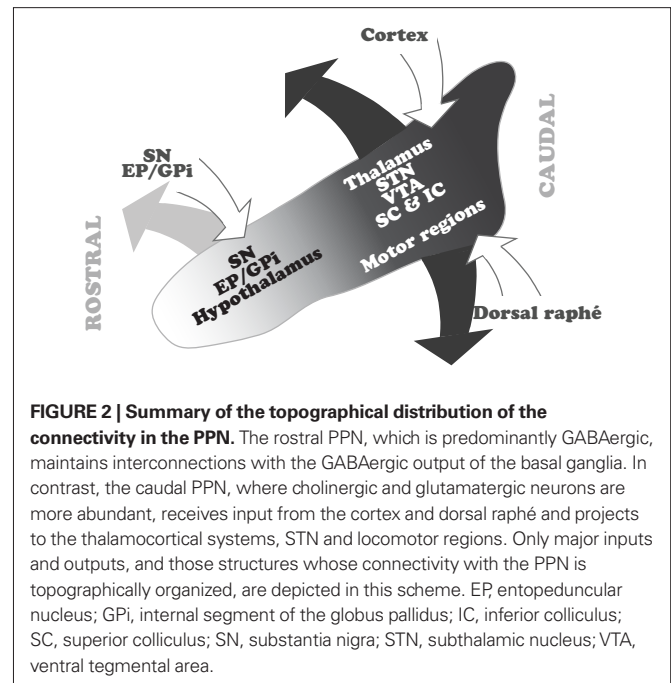 Cortex
SN
EP/GPi
CAUDAL
Thalamus
STN
VTA
SC & IC
Motor regions
SN
EP/GPi
Hypothalamus
ROSTRAL
Dorsal raphé
FIGURE 2 | Summary of the topographical distribution of the
connectivity in the PPN. The rostral PPN, which is predominantly GABAergic,
maintains interconnections with the GABAergic output of the basal ganglia. In
contrast, the caudal PPN, where cholinergic and glutamatergic neurons are
more abundant, receives input from the cortex and dorsal raphé and projects
to the thalamocortical systems, STN and locomotor regions. Only major inputs
and outputs, and those structures whose connectivity with the PPN is
topographically organized, are depicted in this scheme. EP, entopeduncular
nucleus; GPi, internal segment of the globus pallidus; IC, inferior colliculus;
SC, superior colliculus; SN, substantia nigra; STN, subthalamic nucleus; VTA,
ventral tegmental area.